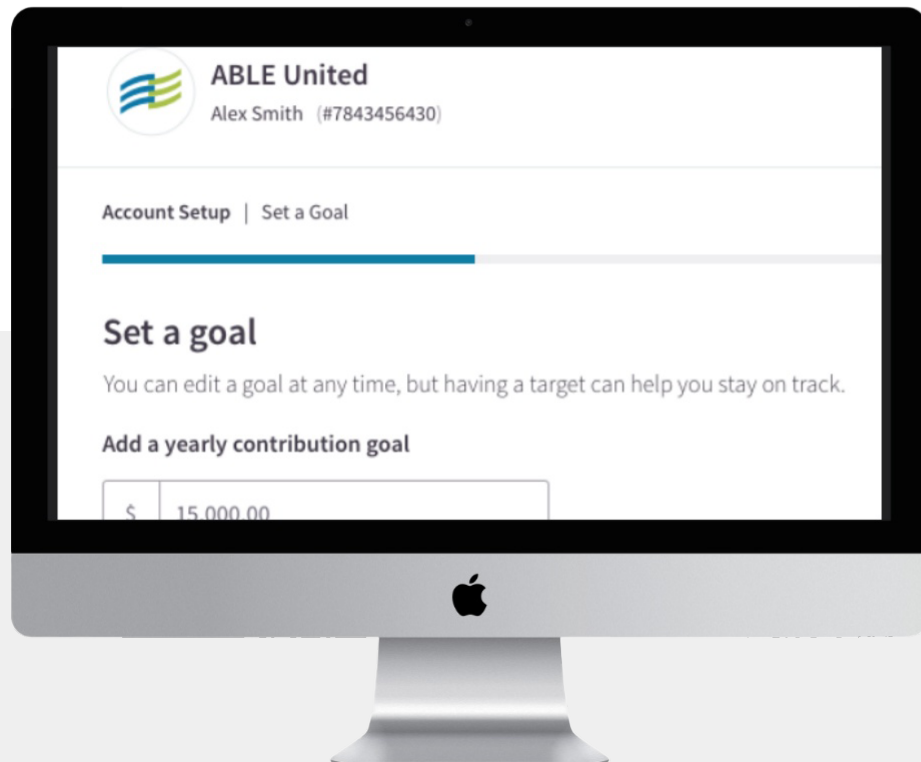 ABLE United
Alex Smith (#7843456430)
Account Setup | Set a Goal
Set a goal
You can edit a goal at any time, but having a target can help you stay on track.
Add a yearly contribution goal
$ 15,000.00